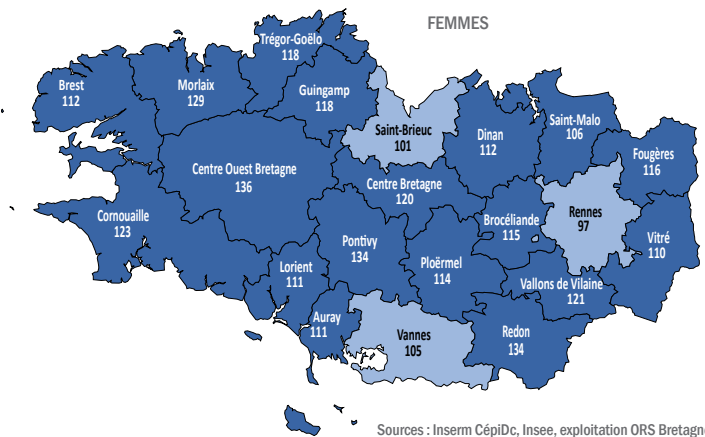 FEMMES
Trégor-Goëlo
118
Brest
112
Morlaix
129
Guingamp
118
Saint-Brieuc
101
Dinan
112
Saint-Malo
106
Fougères
116
Centre Ouest Bretagne
136
Centre Bretagne
120
Rennes
97
Cornouaille
123
Brocéliande
115
Vitré
110
Pontivy
134
Ploërmel
114
Lorient
111
Vallons de Vilaine
121
Auray
111
Vannes
105
Redon
134
Sources : Inserm CépiDc, Insee, exploitation ORS Bretagne